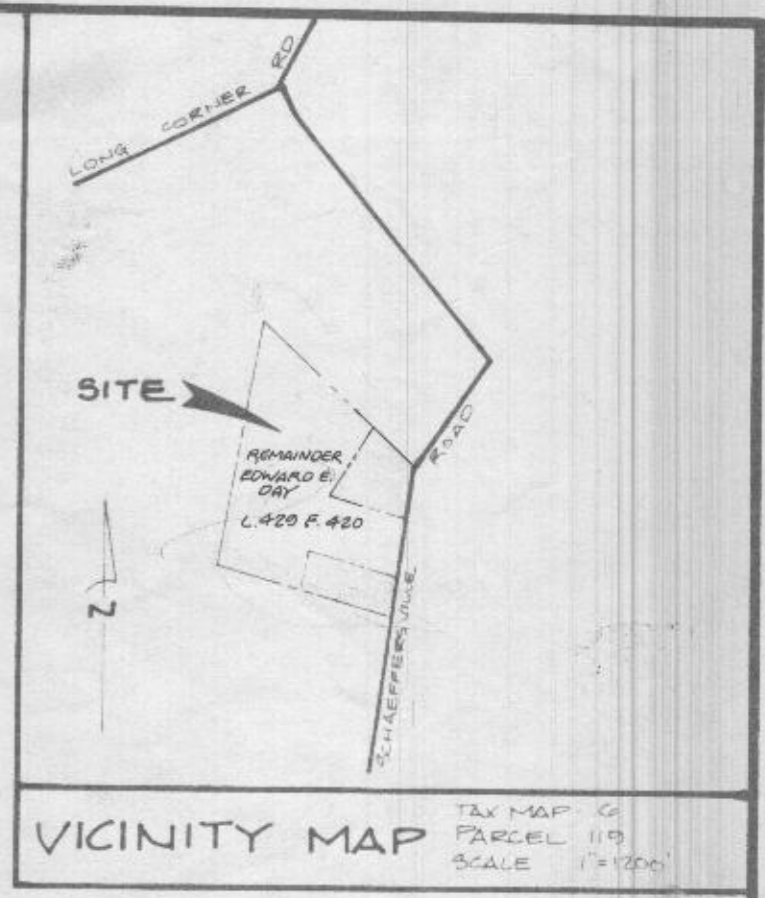 LONG CORNER RD
SITE
REMAINDER
EDWARD E.
DAY
L. 429 F. 420
ROAD
SCHAEFFERSVILLE
N
VICINITY MAP
TAX MAP
PARCEL 119
SCALE 1"=1200'